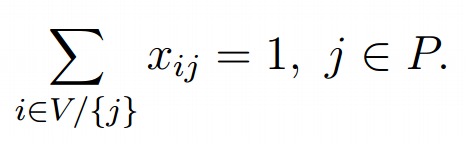 ∑ x_{ij} = 1, j ∈ P.
i∈V/{j}